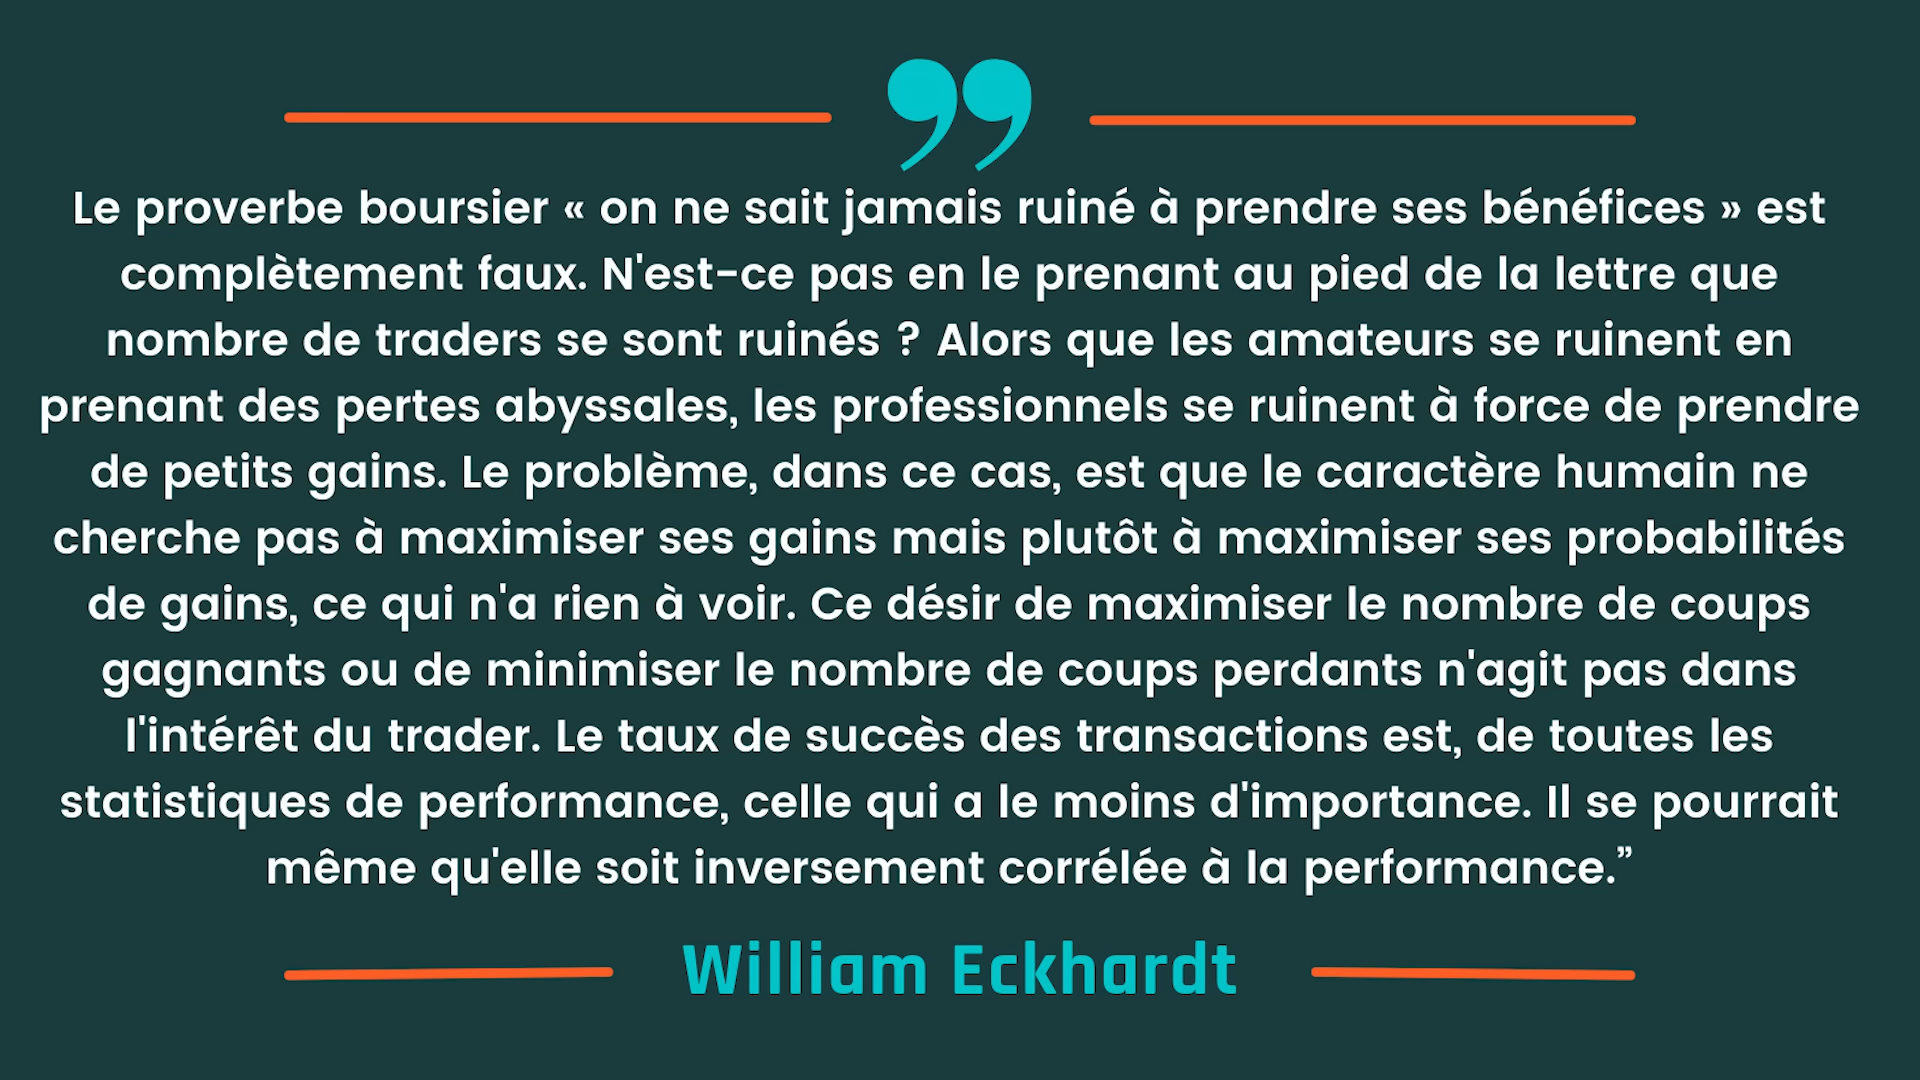 ”
Le proverbe boursier « on ne sait jamais ruiné à prendre ses bénéfices » est
complètement faux. N'est-ce pas en le prenant au pied de la lettre que
nombre de traders se sont ruinés ? Alors que les amateurs se ruinent en
prenant des pertes abyssales, les professionnels se ruinent à force de prendre
de petits gains. Le problème, dans ce cas, est que le caractère humain ne
cherche pas à maximiser ses gains mais plutôt à maximiser ses probabilités
de gains, ce qui n'a rien à voir. Ce désir de maximiser le nombre de coups
gagnants ou de minimiser le nombre de coups perdants n'agit pas dans
l'intérêt du trader. Le taux de succès des transactions est, de toutes les
statistiques de performance, celle qui a le moins d'importance. Il se pourrait
même qu'elle soit inversement corrélée à la performance.”
William Eckhardt